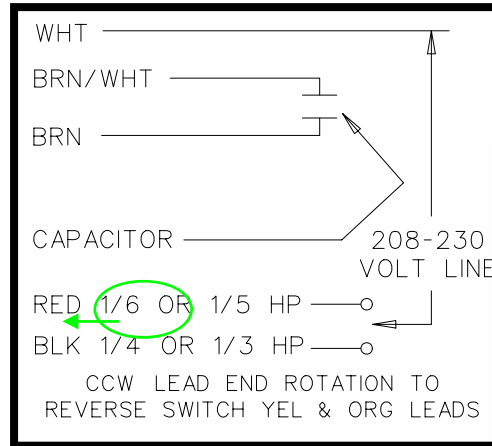 WHT
BRN/WHT
BRN
CAPACITOR
208-230
VOLT LINE
RED 1/6 OR 1/5 HP
BLK 1/4 OR 1/3 HP
CCW LEAD END ROTATION TO
REVERSE SWITCH YEL & ORG LEADS